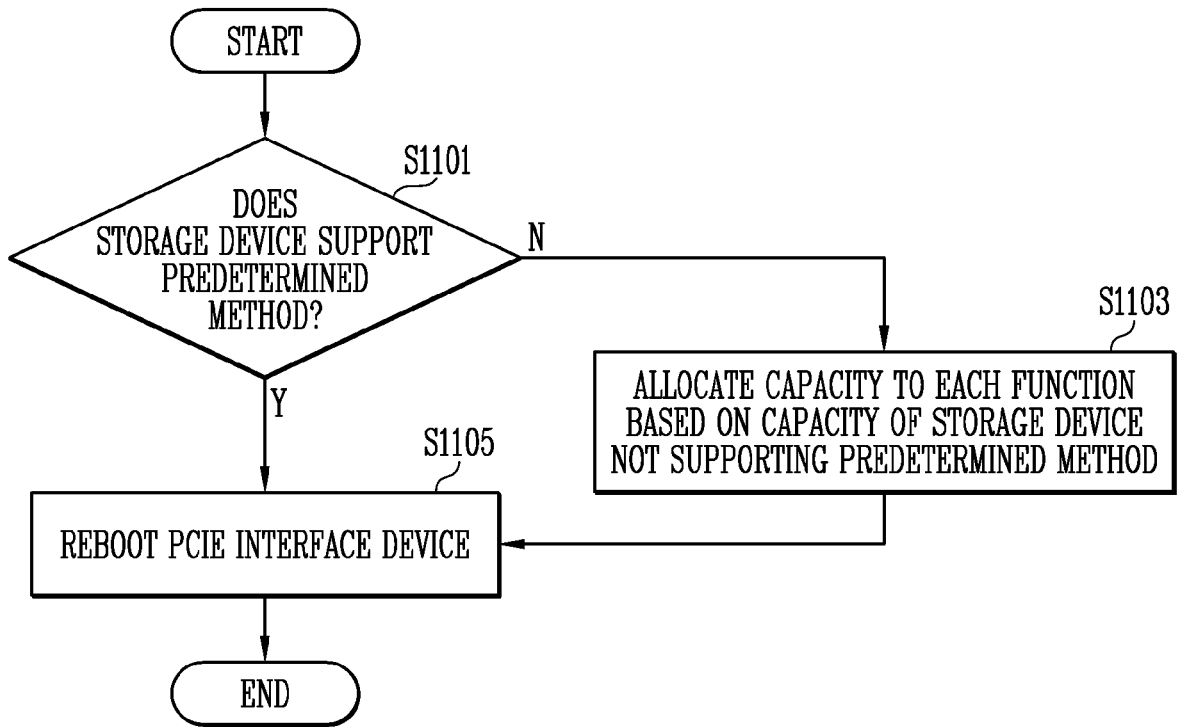 START
S1101
DOES
STORAGE DEVICE SUPPORT
PREDETERMINED
METHOD?
N
Y
S1103
ALLOCATE CAPACITY TO EACH FUNCTION
BASED ON CAPACITY OF STORAGE DEVICE
NOT SUPPORTING PREDETERMINED METHOD
S1105
REBOOT PCIE INTERFACE DEVICE
END